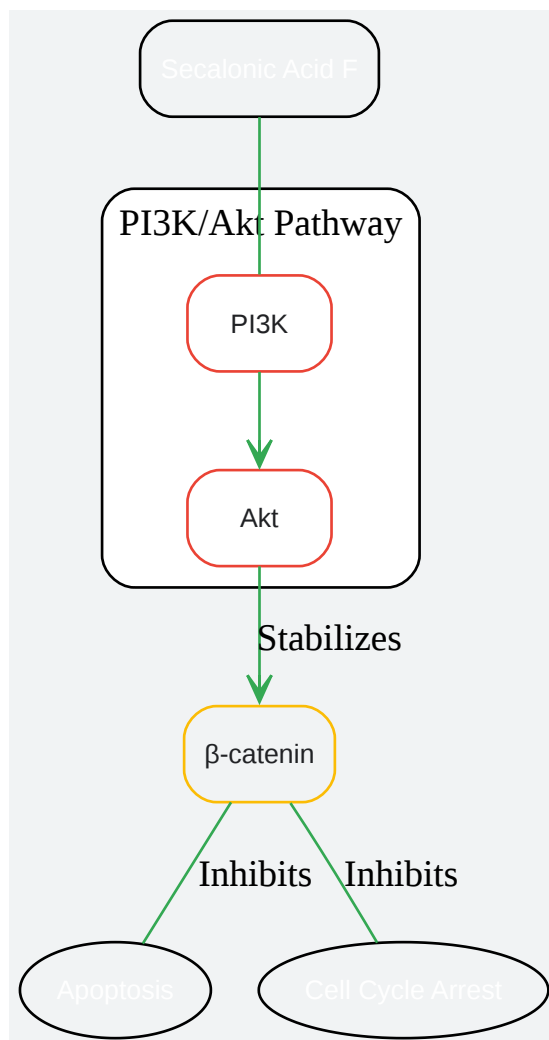 Secalonic Acid F
PI3K/Akt Pathway
PI3K
Akt
Stabilizes
β-catenin
Inhibits Inhibits
Apoptosis Cell Cycle Arrest